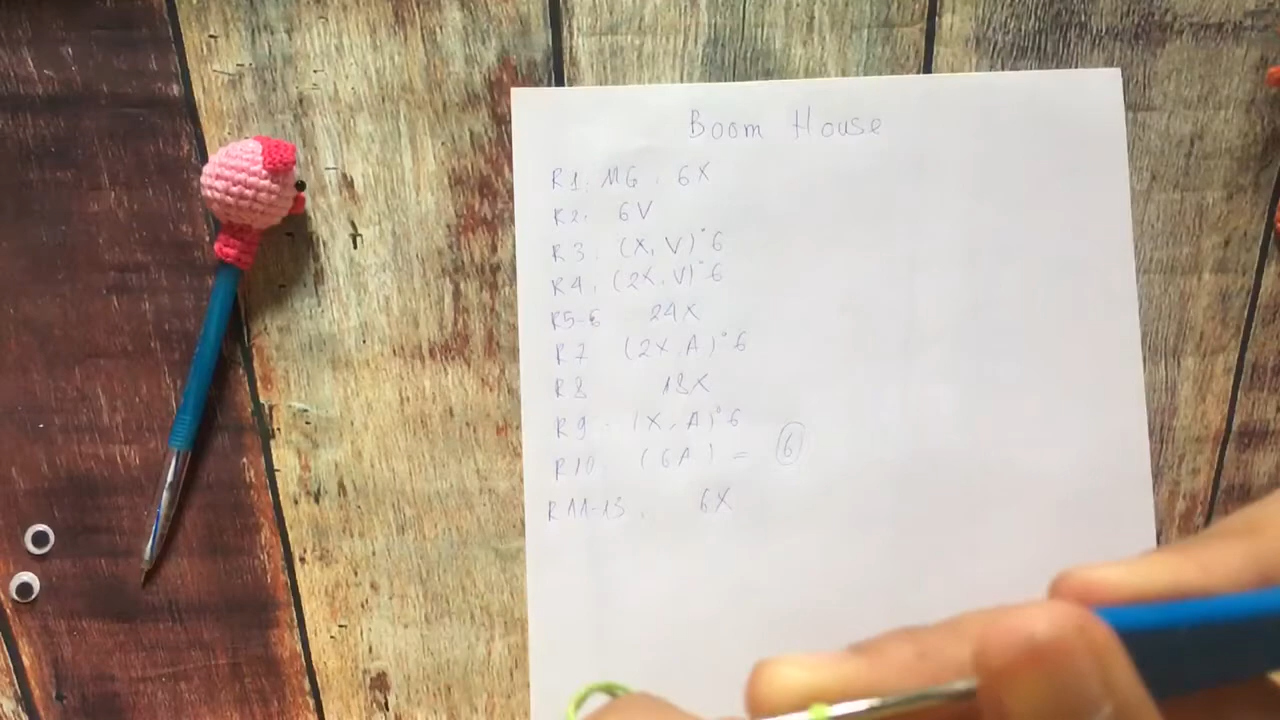 Boom House
R1. MG. 6X
R2. 6V
R3. (X, V)*6
R4. (2X, V)*6
R5-6 24X
R7 (2X, A)*6
R8 18X
R9. (X, A)*6
R10. (6A) = 6
R11-13. 6X